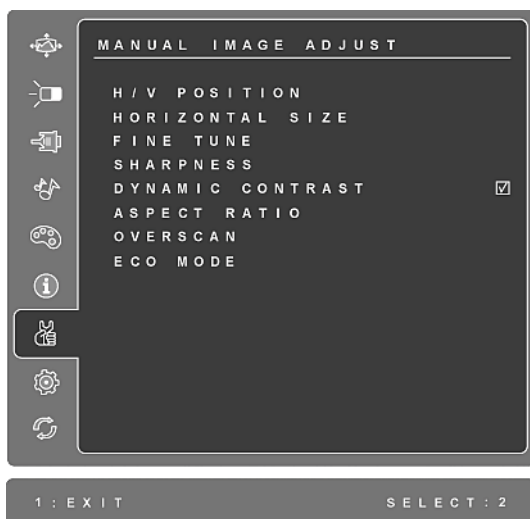 MANUAL IMAGE ADJUST
H/V POSITION
HORIZONTAL SIZE
FINE TUNE
SHARPNESS
DYNAMIC CONTRAST
ASPECT RATIO
OVERSCAN
ECO MODE
1:EXIT SELECT:2